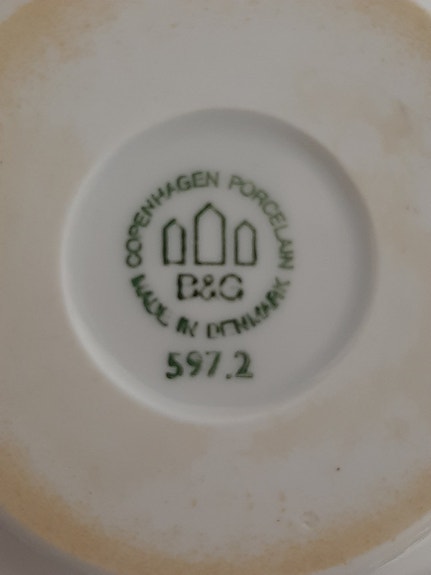 COPENHAGEN PORCELAIN
B&G
MADE IN DENMARK
597.2